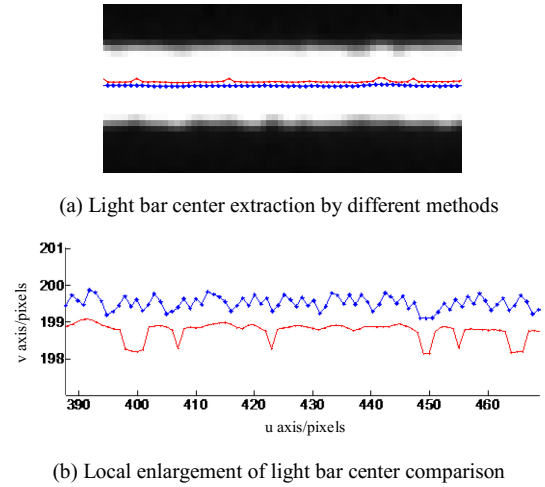 (a) Light bar center extraction by different methods
201
200
199
198
v axis/pixels
390 400 410 420 430 440 450 460
u axis/pixels
(b) Local enlargement of light bar center comparison